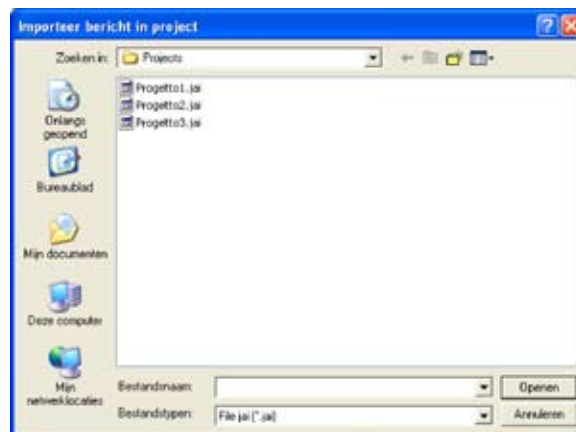 Importeer bericht in project
Zoeken in: Projects
Progetto1.jai
Progetto2.jai
Progetto3.jai
Onlangs
geopend
Bureaublad
Mijn documenten
Deze computer
Mijn
netwerklocaties
Bestandsnaam: Openen
Bestandstypen: File jai (*.jai) Annuleren